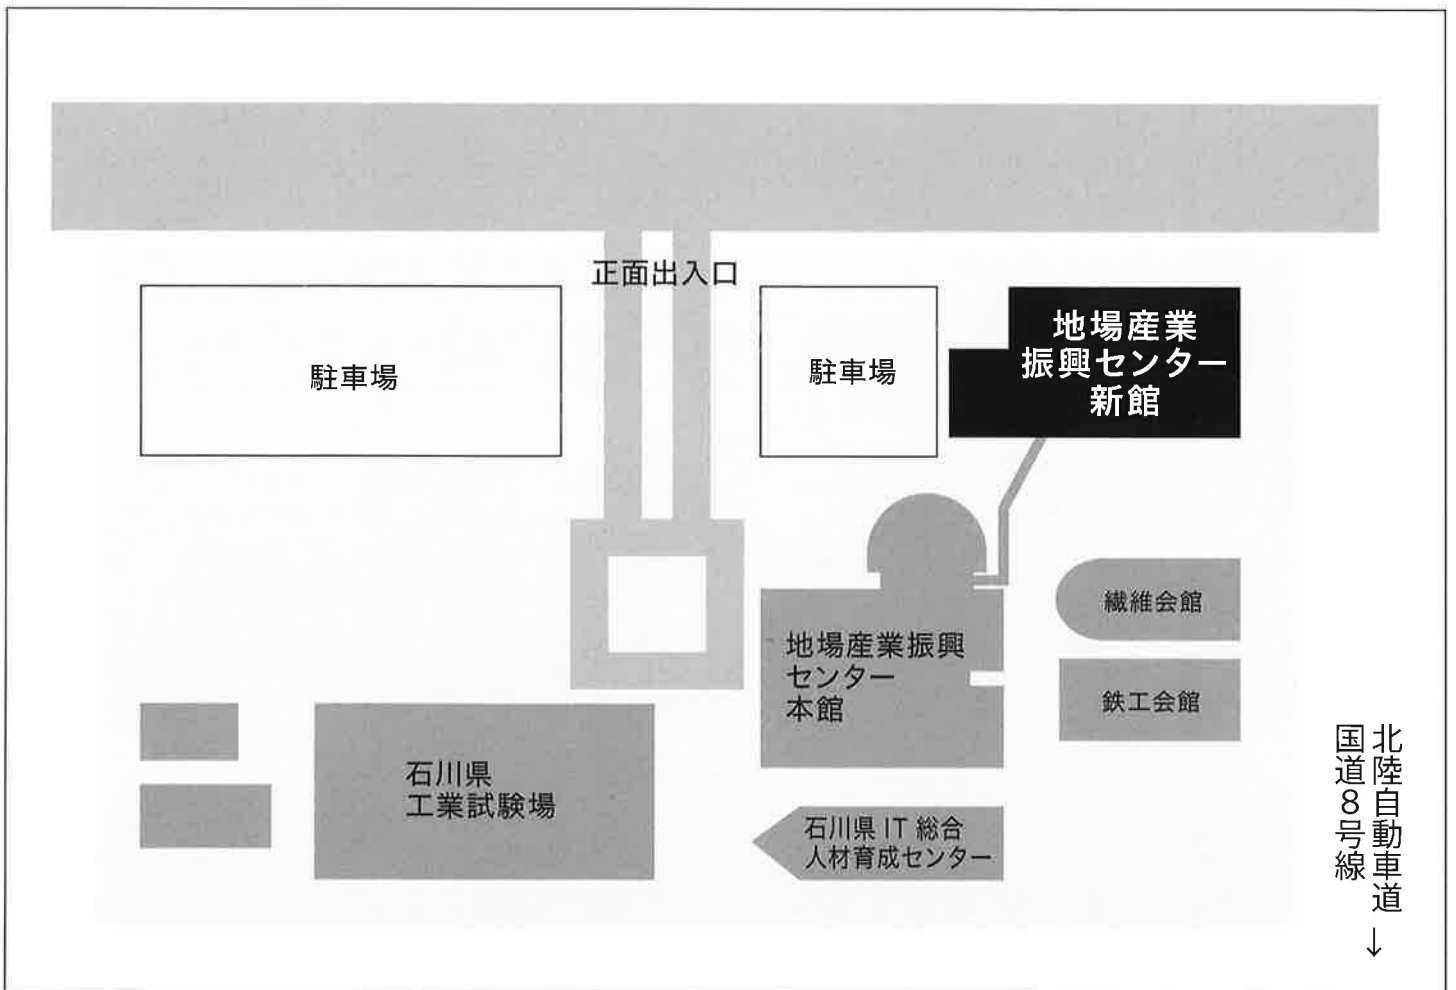 正面出入口
駐車場
駐車場
地場産業
振興センター
新館
繊維会館
地場産業振興
センター
本館
鉄工会館
石川県
工業試験場
石川県 IT 総合
人材育成センター
北陸自動車道→
国道8号線